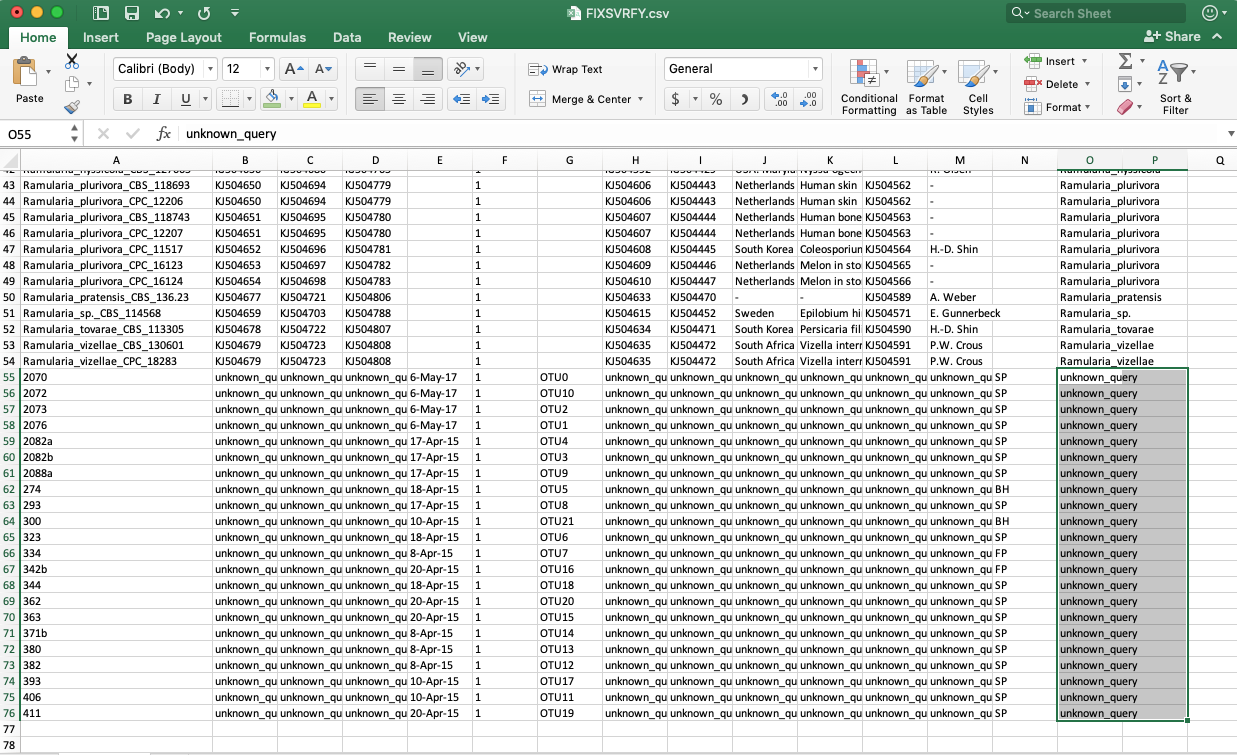 FIXSVRFY.csv
Search Sheet
Home Insert Page Layout Formulas Data Review View Share
Paste
Calibri (Body) 12 A A
B I U A
Wrap Text
Merge & Center
General
$ % )
Conditional Formatting
Format as Table
Cell Styles
Insert
Delete
Format
Sort & Filter
O55 fx unknown_query
A B C D E F G H I J K L M N O P Q
43 Ramularia_plurivora_CBS_118693 KJ504650 KJ504694 KJ504779 1 KJ504606 KJ504443 Netherlands Human skin KJ504562 - Ramularia_plurivora
44 Ramularia_plurivora_CPC_12206 KJ504650 KJ504694 KJ504779 1 KJ504606 KJ504443 Netherlands Human skin KJ504562 - Ramularia_plurivora
45 Ramularia_plurivora_CBS_118743 KJ504651 KJ504695 KJ504780 1 KJ504607 KJ504444 Netherlands Human bone KJ504563 - Ramularia_plurivora
46 Ramularia_plurivora_CPC_12207 KJ504651 KJ504695 KJ504780 1 KJ504607 KJ504444 Netherlands Human bone KJ504563 - Ramularia_plurivora
47 Ramularia_plurivora_CPC_11517 KJ504652 KJ504696 KJ504781 1 KJ504608 KJ504445 South Korea Coleosporiun KJ504564 H.-D. Shin Ramularia_plurivora
48 Ramularia_plurivora_CPC_16123 KJ504653 KJ504697 KJ504782 1 KJ504609 KJ504446 Netherlands Melon in sto KJ504565 - Ramularia_plurivora
49 Ramularia_plurivora_CPC_16124 KJ504654 KJ504698 KJ504783 1 KJ504610 KJ504447 Netherlands Melon in sto KJ504566 - Ramularia_plurivora
50 Ramularia_pratensis_CBS_136.23 KJ504677 KJ504721 KJ504806 1 KJ504633 KJ504470 - - KJ504589 A. Weber Ramularia_pratensis
51 Ramularia_sp._CBS_114568 KJ504659 KJ504703 KJ504788 1 KJ504615 KJ504452 Sweden Epilobium hi KJ504571 E. Gunnerbeck Ramularia_sp.
52 Ramularia_tovarae_CBS_113305 KJ504678 KJ504722 KJ504807 1 KJ504634 KJ504471 South Korea Persicaria fil KJ504590 H.-D. Shin Ramularia_tovarae
53 Ramularia_vizellae_CBS_130601 KJ504679 KJ504723 KJ504808 1 KJ504635 KJ504472 South Africa Vizella interr KJ504591 P.W. Crous Ramularia_vizellae
54 Ramularia_vizellae_CPC_18283 KJ504679 KJ504723 KJ504808 1 KJ504635 KJ504472 South Africa Vizella interr KJ504591 P.W. Crous Ramularia_vizellae
55 2070 unknown_qu unknown_qu unknown_qu 6-May-17 1 OTU0 unknown_qu unknown_qu unknown_qu unknown_qu unknown_qu unknown_qu SP unknown_query
56 2072 unknown_qu unknown_qu unknown_qu 6-May-17 1 OTU10 unknown_qu unknown_qu unknown_qu unknown_qu unknown_qu unknown_qu SP unknown_query
57 2073 unknown_qu unknown_qu unknown_qu 6-May-17 1 OTU2 unknown_qu unknown_qu unknown_qu unknown_qu unknown_qu unknown_qu SP unknown_query
58 2076 unknown_qu unknown_qu unknown_qu 6-May-17 1 OTU1 unknown_qu unknown_qu unknown_qu unknown_qu unknown_qu unknown_qu SP unknown_query
59 2082a unknown_qu unknown_qu unknown_qu 17-Apr-15 1 OTU4 unknown_qu unknown_qu unknown_qu unknown_qu unknown_qu unknown_qu SP unknown_query
60 2082b unknown_qu unknown_qu unknown_qu 17-Apr-15 1 OTU3 unknown_qu unknown_qu unknown_qu unknown_qu unknown_qu unknown_qu SP unknown_query
61 2088a unknown_qu unknown_qu unknown_qu 17-Apr-15 1 OTU9 unknown_qu unknown_qu unknown_qu unknown_qu unknown_qu unknown_qu SP unknown_query
62 274 unknown_qu unknown_qu unknown_qu 18-Apr-15 1 OTU5 unknown_qu unknown_qu unknown_qu unknown_qu unknown_qu unknown_qu BH unknown_query
63 293 unknown_qu unknown_qu unknown_qu 17-Apr-15 1 OTU8 unknown_qu unknown_qu unknown_qu unknown_qu unknown_qu unknown_qu SP unknown_query
64 300 unknown_qu unknown_qu unknown_qu 10-Apr-15 1 OTU21 unknown_qu unknown_qu unknown_qu unknown_qu unknown_qu unknown_qu BH unknown_query
65 323 unknown_qu unknown_qu unknown_qu 18-Apr-15 1 OTU6 unknown_qu unknown_qu unknown_qu unknown_qu unknown_qu unknown_qu SP unknown_query
66 334 unknown_qu unknown_qu unknown_qu 8-Apr-15 1 OTU7 unknown_qu unknown_qu unknown_qu unknown_qu unknown_qu unknown_qu FP unknown_query
67 342b unknown_qu unknown_qu unknown_qu 20-Apr-15 1 OTU16 unknown_qu unknown_qu unknown_qu unknown_qu unknown_qu unknown_qu FP unknown_query
68 344 unknown_qu unknown_qu unknown_qu 18-Apr-15 1 OTU18 unknown_qu unknown_qu unknown_qu unknown_qu unknown_qu unknown_qu SP unknown_query
69 362 unknown_qu unknown_qu unknown_qu 20-Apr-15 1 OTU20 unknown_qu unknown_qu unknown_qu unknown_qu unknown_qu unknown_qu SP unknown_query
70 363 unknown_qu unknown_qu unknown_qu 20-Apr-15 1 OTU15 unknown_qu unknown_qu unknown_qu unknown_qu unknown_qu unknown_qu SP unknown_query
71 371b unknown_qu unknown_qu unknown_qu 8-Apr-15 1 OTU14 unknown_qu unknown_qu unknown_qu unknown_qu unknown_qu unknown_qu SP unknown_query
72 380 unknown_qu unknown_qu unknown_qu 8-Apr-15 1 OTU13 unknown_qu unknown_qu unknown_qu unknown_qu unknown_qu unknown_qu SP unknown_query
73 382 unknown_qu unknown_qu unknown_qu 8-Apr-15 1 OTU12 unknown_qu unknown_qu unknown_qu unknown_qu unknown_qu unknown_qu SP unknown_query
74 393 unknown_qu unknown_qu unknown_qu 10-Apr-15 1 OTU17 unknown_qu unknown_qu unknown_qu unknown_qu unknown_qu unknown_qu SP unknown_query
75 406 unknown_qu unknown_qu unknown_qu 10-Apr-15 1 OTU11 unknown_qu unknown_qu unknown_qu unknown_qu unknown_qu unknown_qu SP unknown_query
76 411 unknown_qu unknown_qu unknown_qu 20-Apr-15 1 OTU19 unknown_qu unknown_qu unknown_qu unknown_qu unknown_qu unknown_qu SP unknown_query
77
78